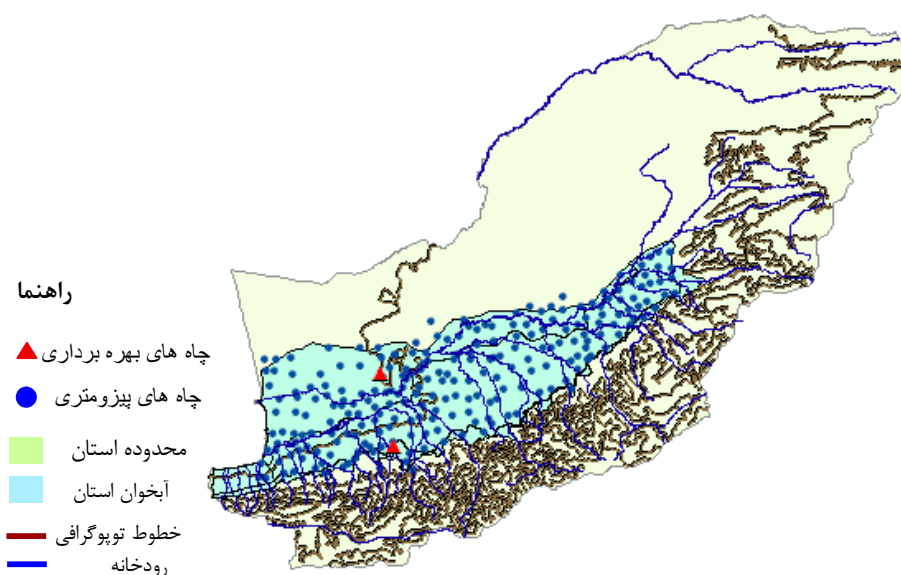 راهنما
چاه های بهره برداری
چاه های پیزومتری
محدوده استان
آبخوان استان
خطوط توپوگرافی
رودخانه